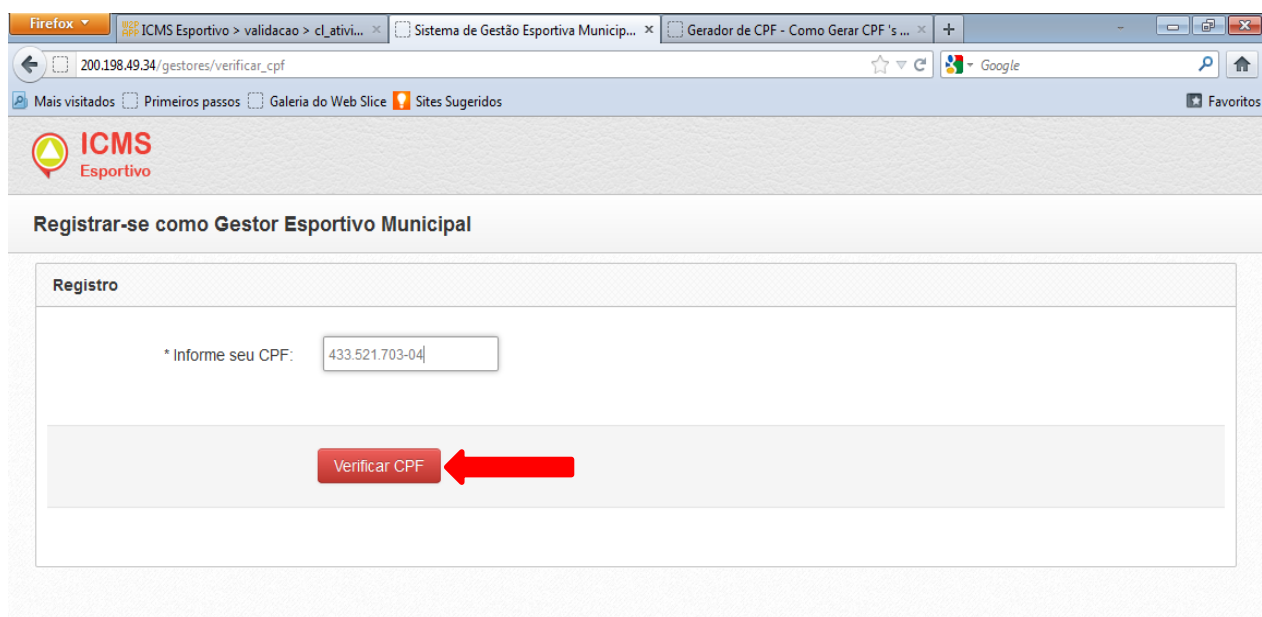 Firefox
ICMS Esportivo > validacao > cl_ativi...
Sistema de Gestão Esportiva Municip...
Gerador de CPF - Como Gerar CPF 's ...
200.198.49.34/gestores/verificar_cpf
Google
Mais visitados
Primeiros passos
Galeria do Web Slice
Sites Sugeridos
Favoritos
ICMS
Esportivo
Registrar-se como Gestor Esportivo Municipal
Registro
* Informe seu CPF:
433.521.703-04
Verificar CPF